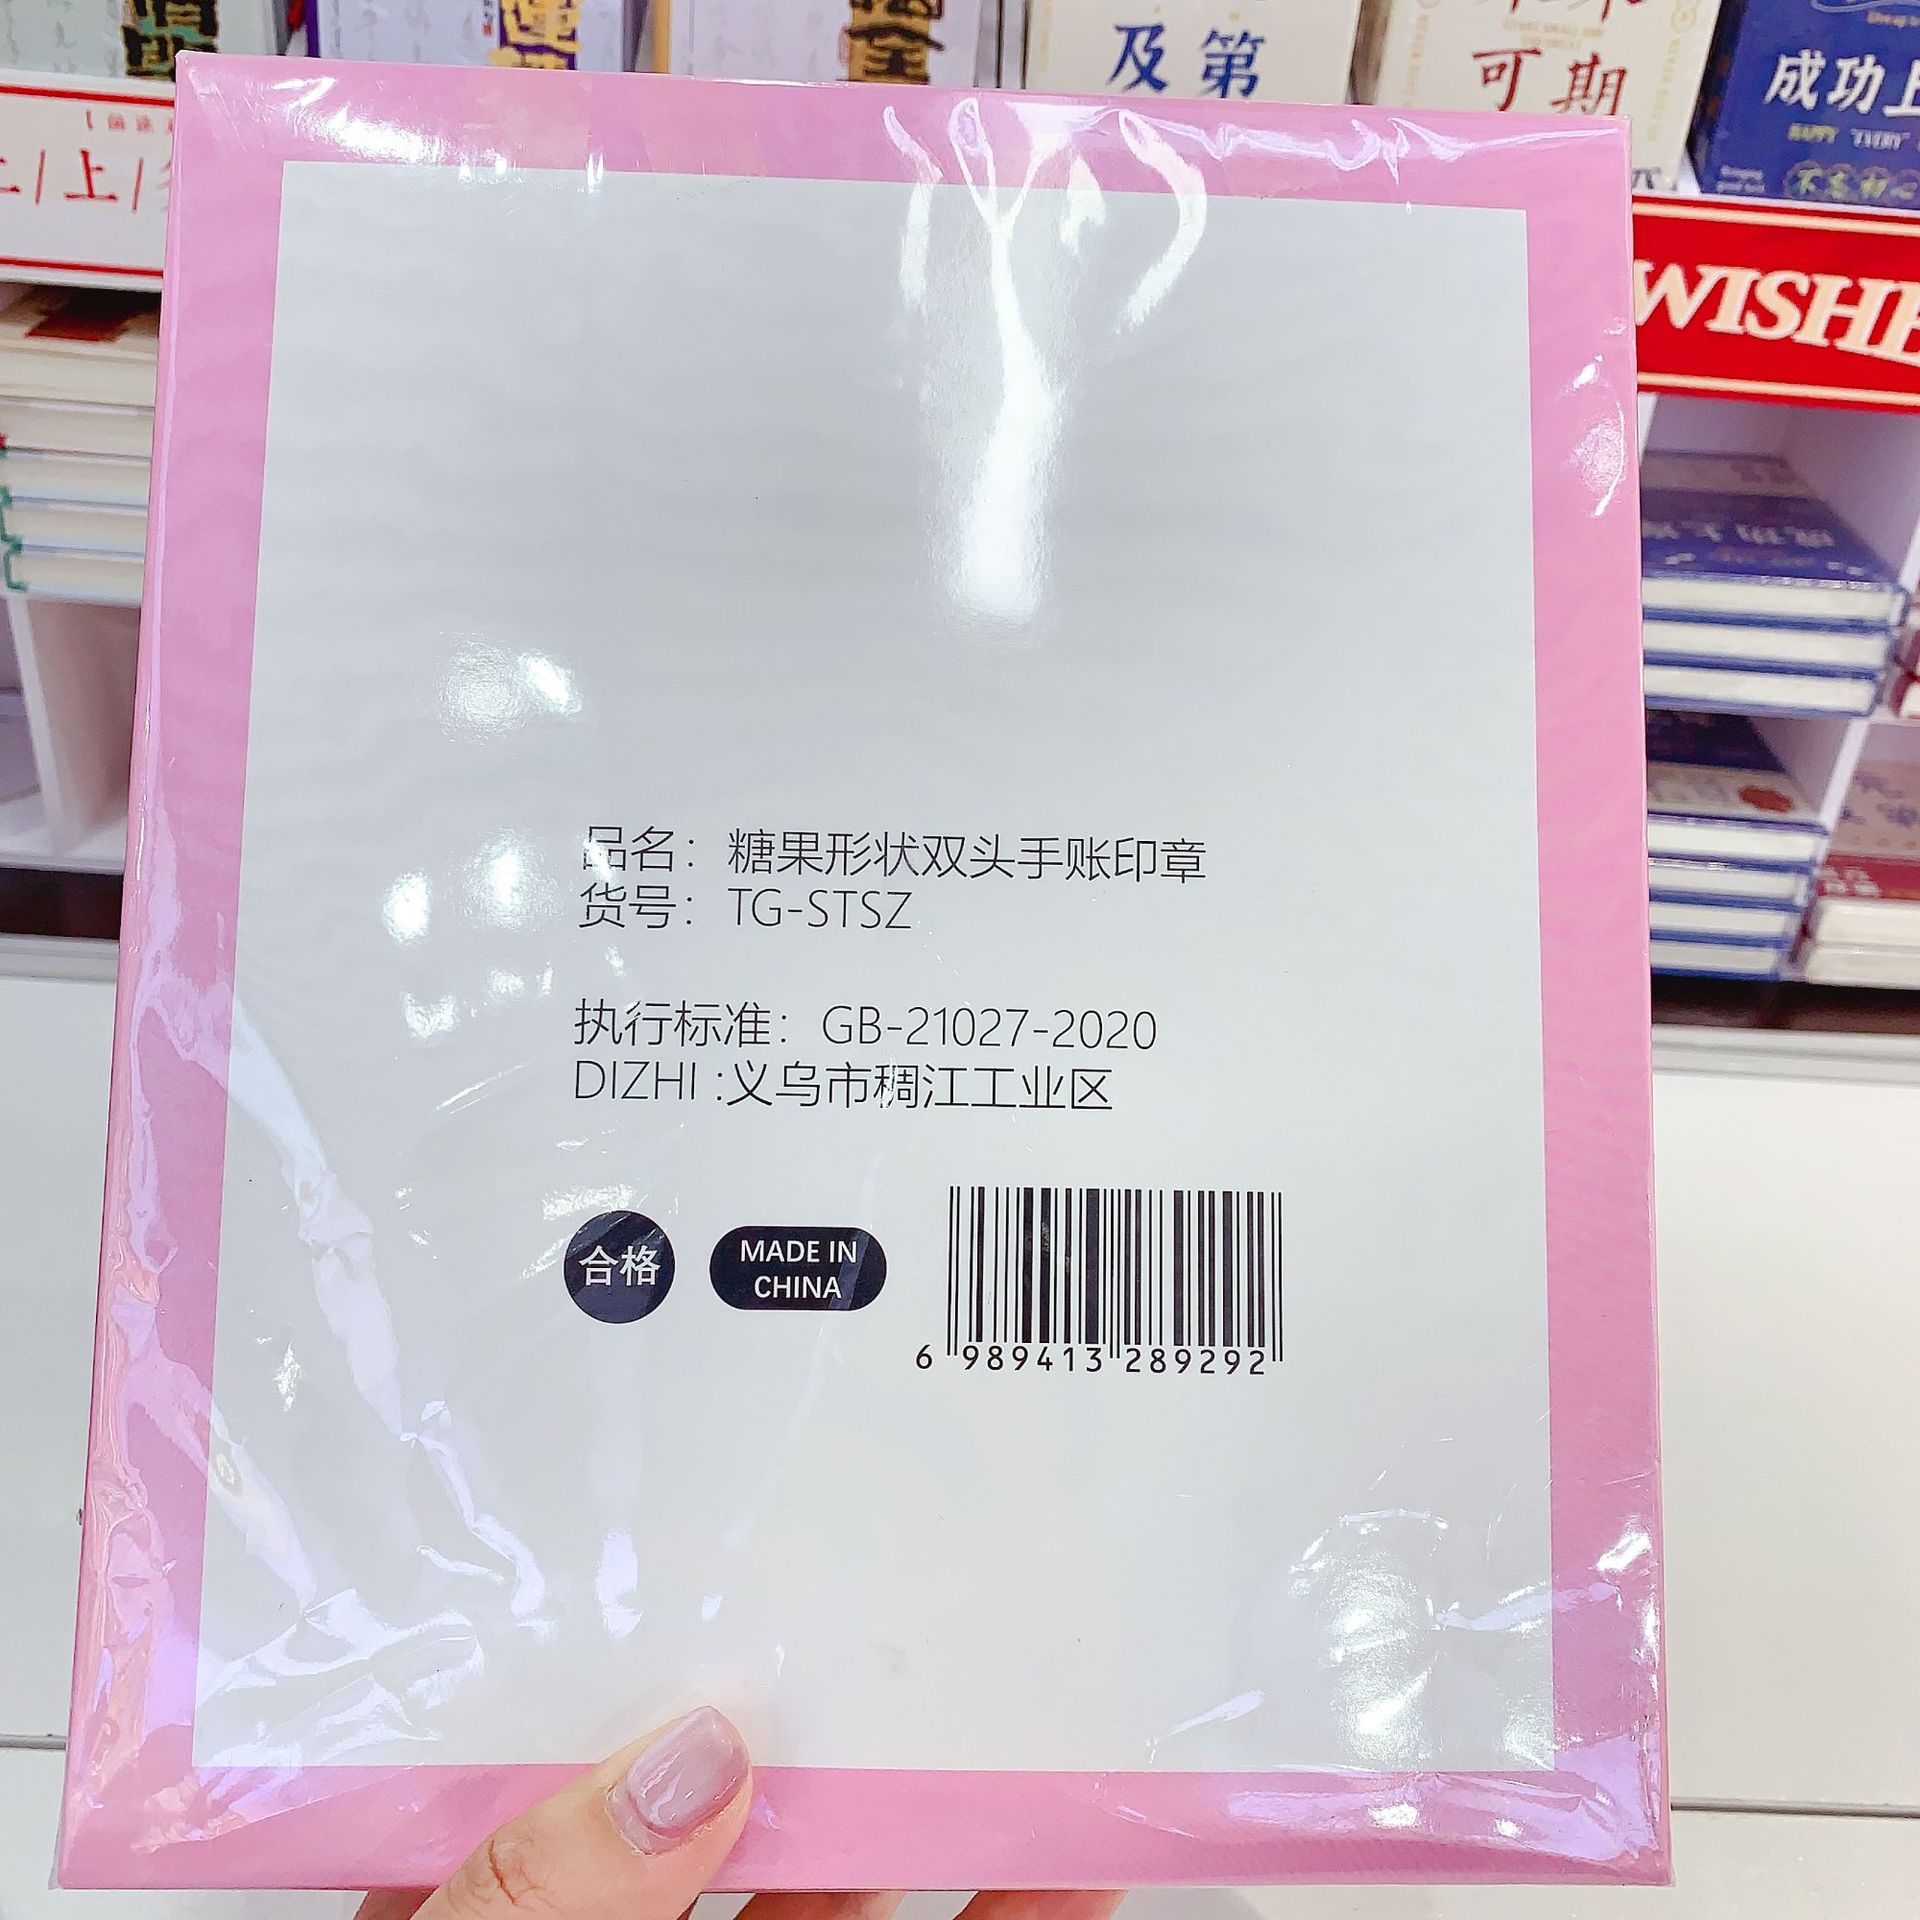 及第
可期
成功上
WISHE
品名：糖果形状双头手账印章
货号：TG-STSZ
执行标准：GB-21027-2020
DIZHI :义乌市稠江工业区
合格
MADE IN
CHINA
6 989413 289292